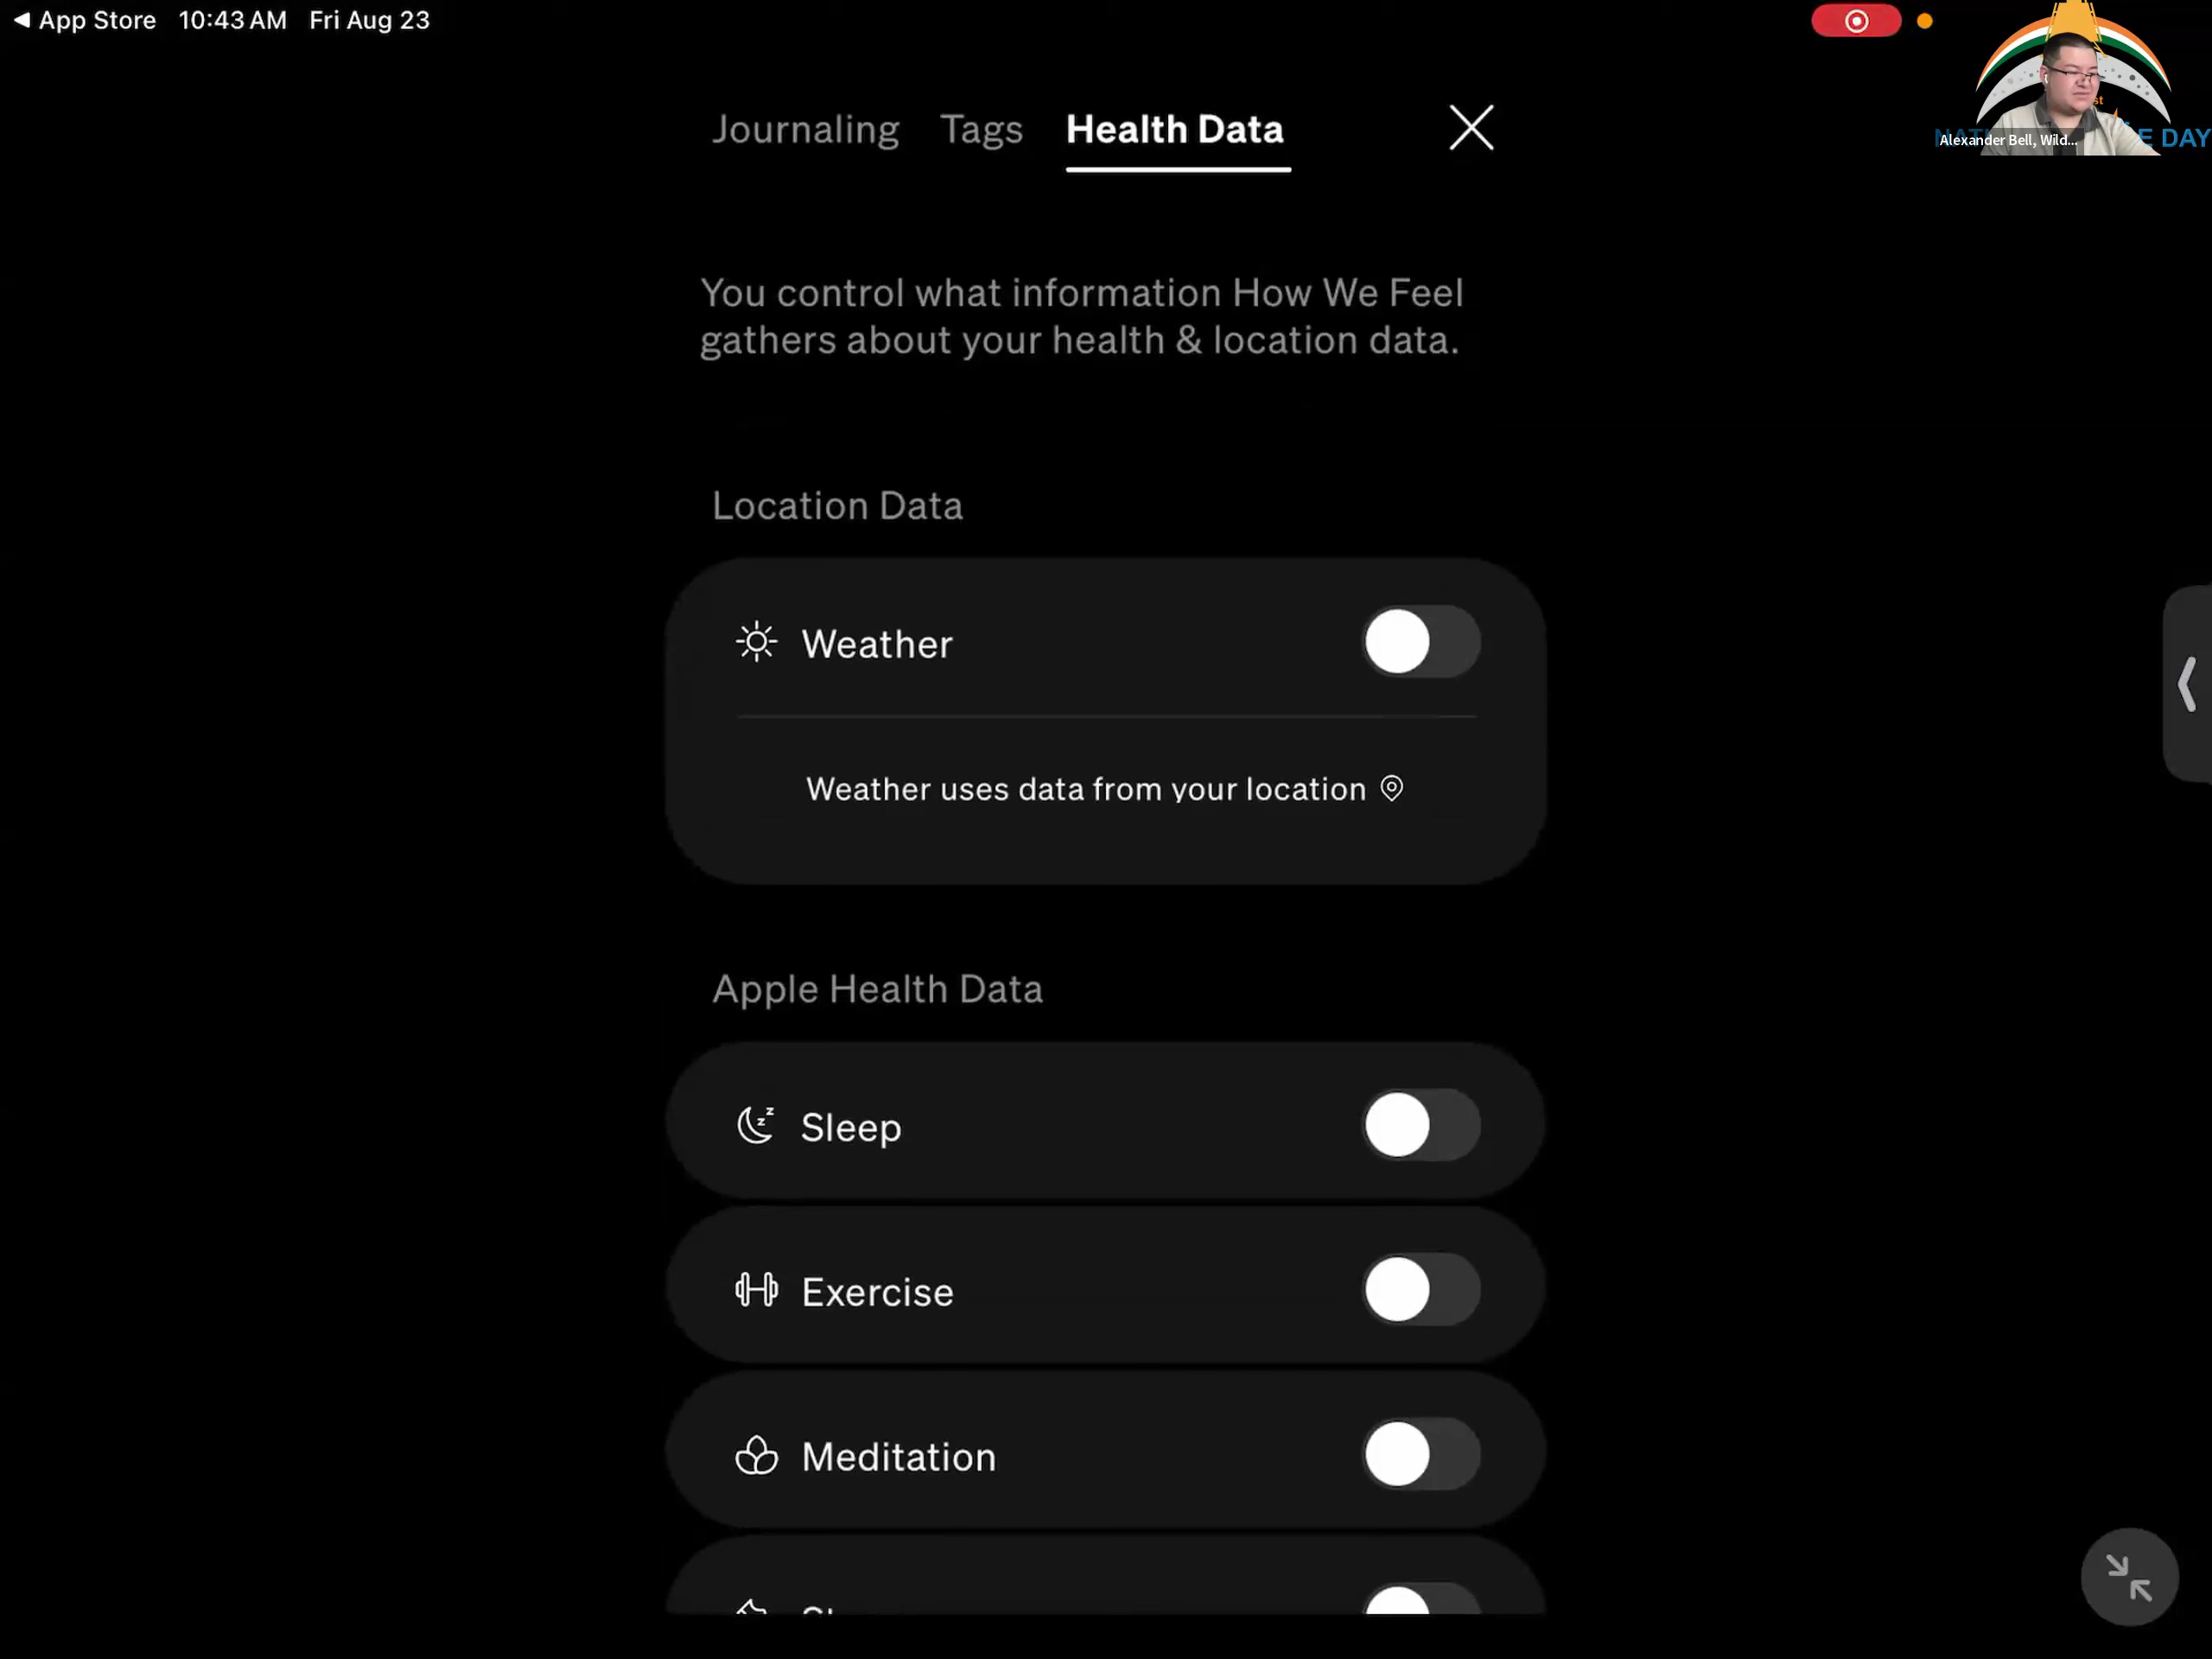 App Store 10:43 AM Fri Aug 23
Journaling Tags Health Data
Alexander Bell, Wild...
E DAY
You control what information How We Feel
gathers about your health & location data.
Location Data
Weather
Weather uses data from your location
Apple Health Data
Sleep
Exercise
Meditation